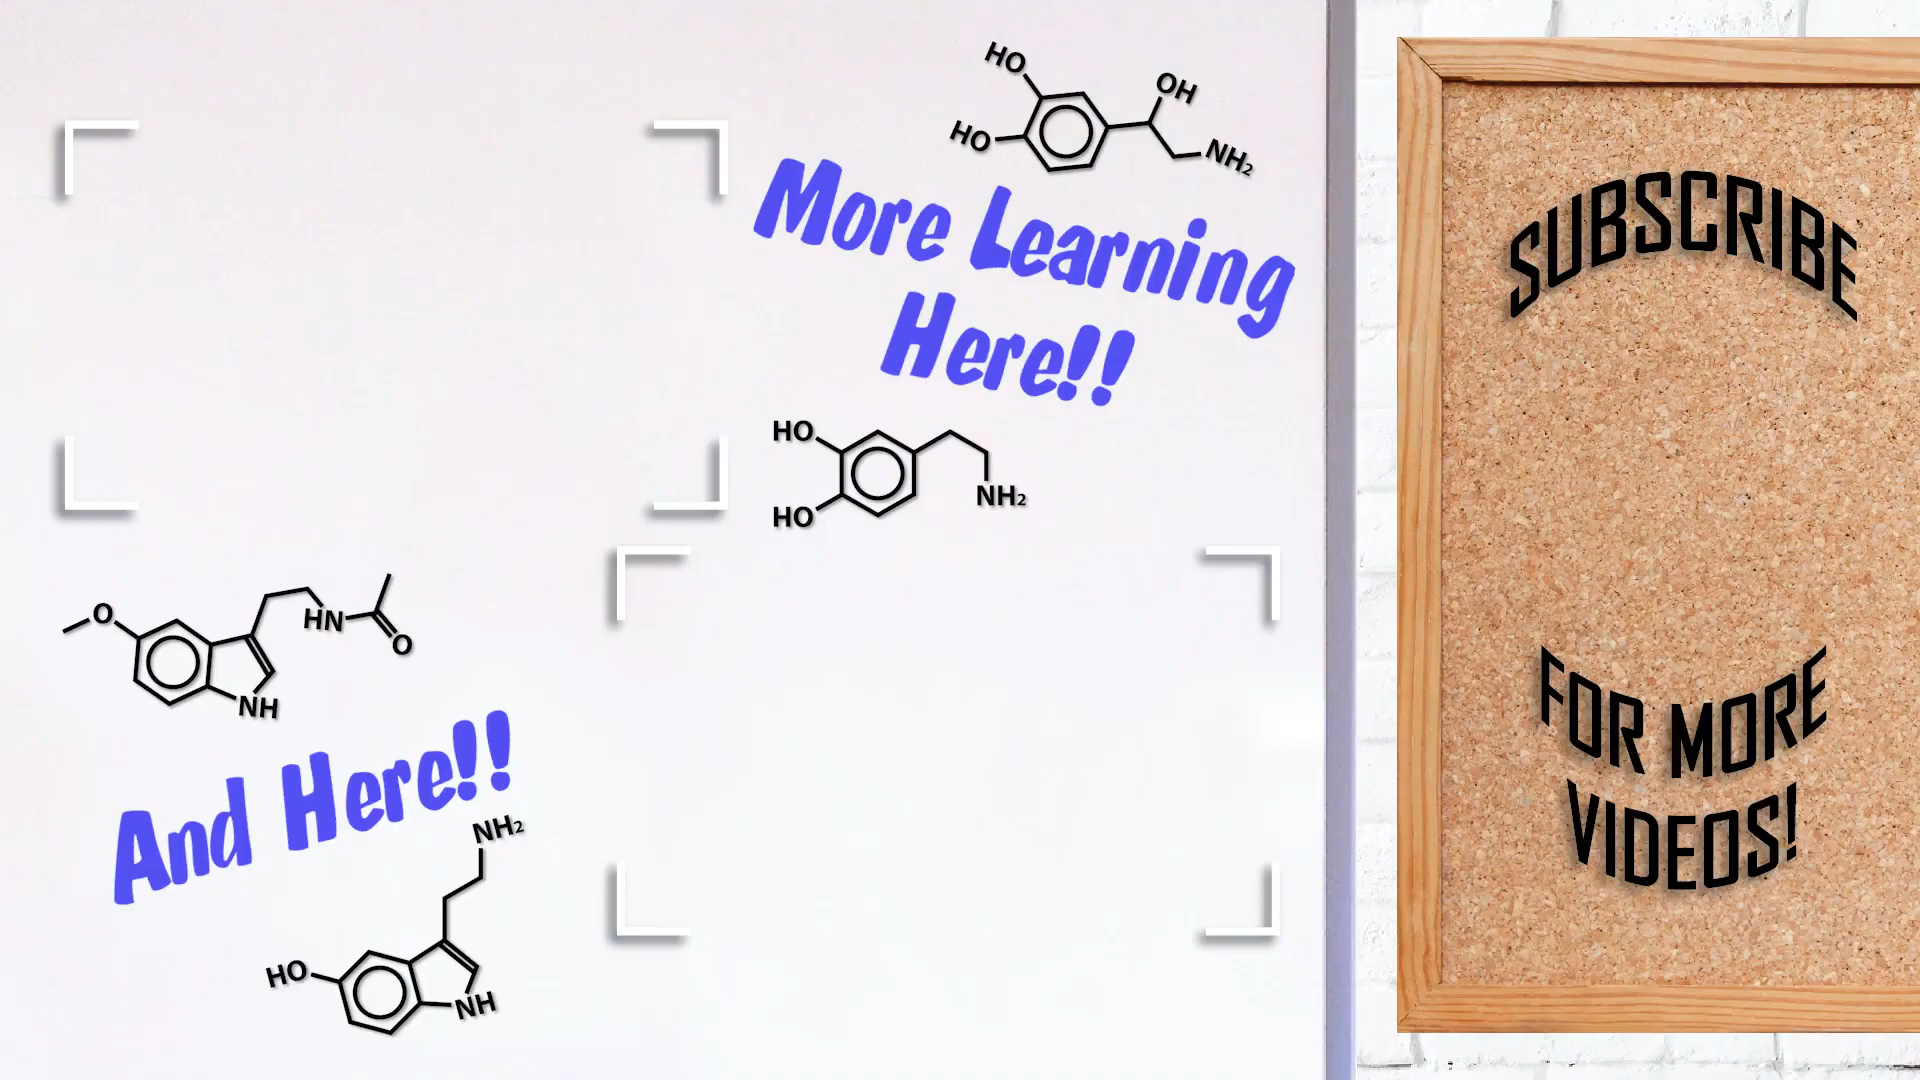 HO
OH
HO
NH₂
More Learning
Here!!
HO
HO
NH₂
O
HN
O
NH
And Here!!
NH₂
HO
NH
SUBSCRIBE
FOR MORE
VIDEOS!